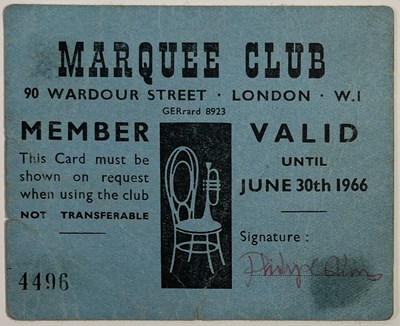 MARQUEE CLUB
90 WARDOUR STREET · LONDON · W.1
GERrard 8923
MEMBER
This Card must be
shown on request
when using the club
NOT TRANSFERABLE
4496
VALID
UNTIL
JUNE 30th 1966
Signature :